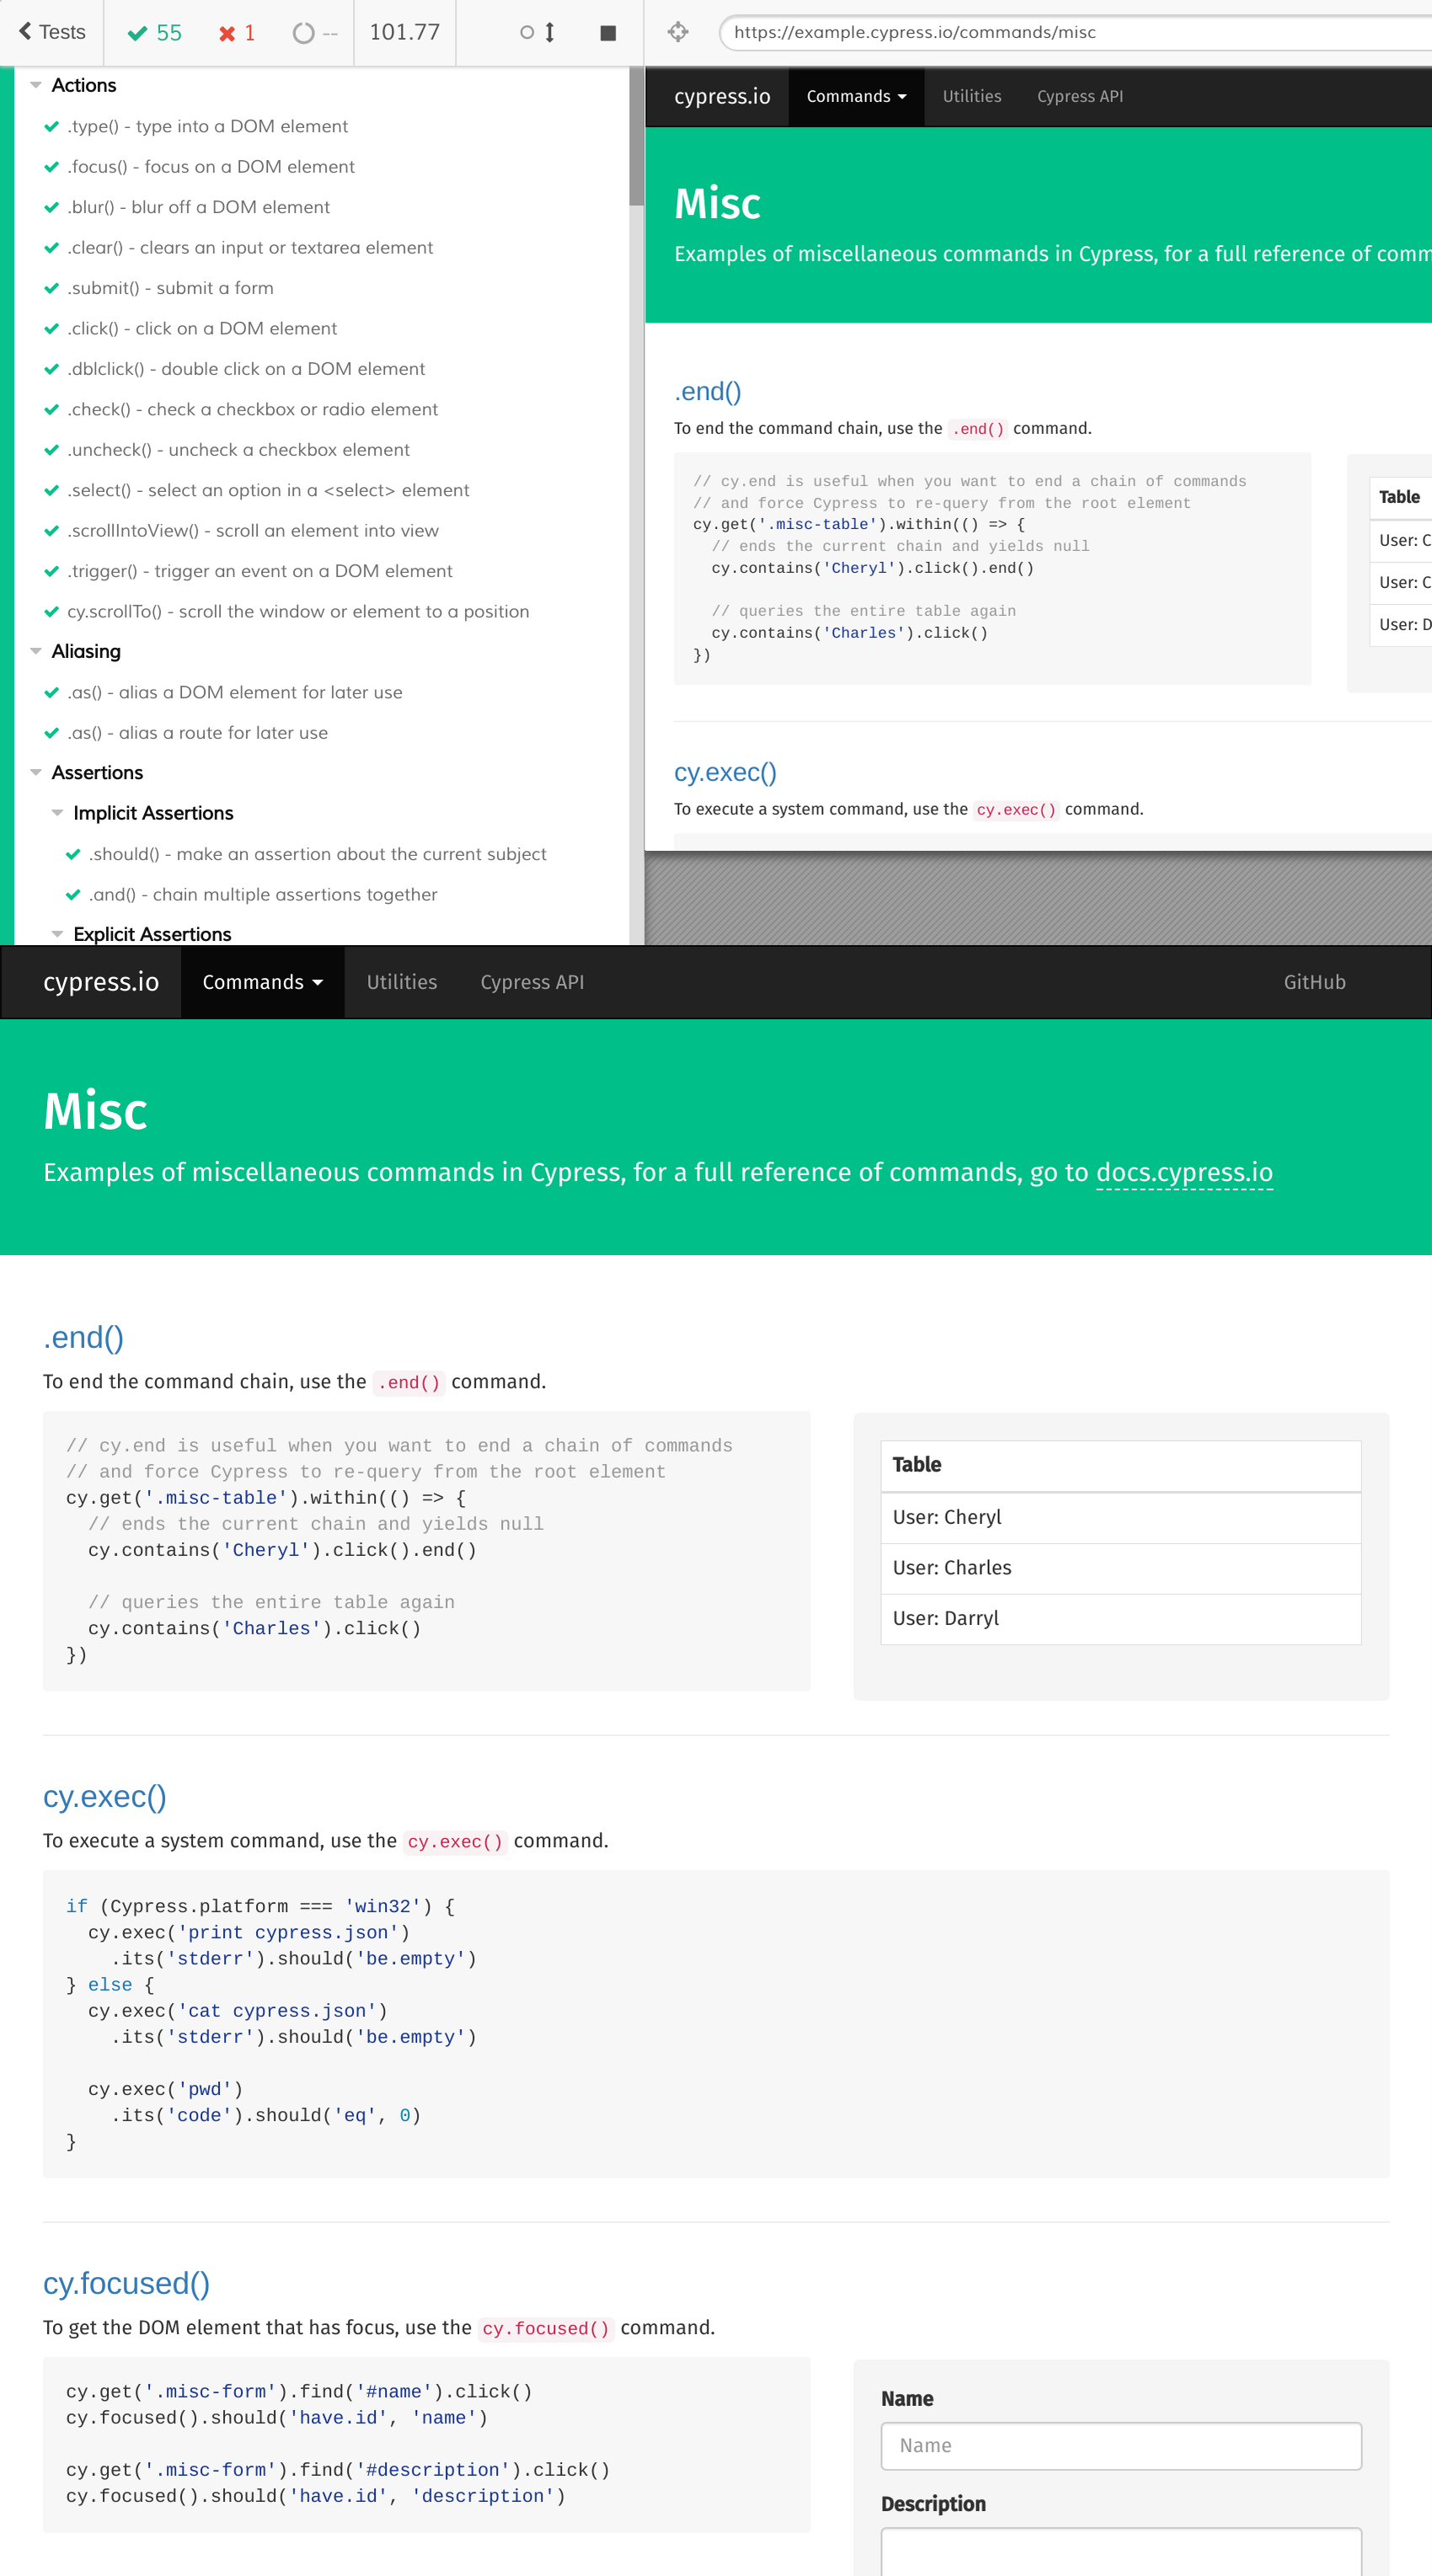 Tests 55 1 -- 101.77
https://example.cypress.io/commands/misc
Actions
.type() - type into a DOM element
.focus() - focus on a DOM element
.blur() - blur off a DOM element
.clear() - clears an input or textarea element
.submit() - submit a form
.click() - click on a DOM element
.dblclick() - double click on a DOM element
.check() - check a checkbox or radio element
.uncheck() - uncheck a checkbox element
.select() - select an option in a <select> element
.scrollIntoView() - scroll an element into view
.trigger() - trigger an event on a DOM element
cy.scrollTo() - scroll the window or element to a position
Aliasing
.as() - alias a DOM element for later use
.as() - alias a route for later use
Assertions
Implicit Assertions
.should() - make an assertion about the current subject
.and() - chain multiple assertions together
Explicit Assertions
cypress.io Commands Utilities Cypress API
Misc
Examples of miscellaneous commands in Cypress, for a full reference of comm
.end()
To end the command chain, use the .end() command.
// cy.end is useful when you want to end a chain of commands
// and force Cypress to re-query from the root element
cy.get('.misc-table').within(() => {
  // ends the current chain and yields null
  cy.contains('Cheryl').click().end()
  // queries the entire table again
  cy.contains('Charles').click()
})
Table
User: C
User: C
User: D
cy.exec()
To execute a system command, use the cy.exec() command.
cypress.io Commands Utilities Cypress API GitHub
Misc
Examples of miscellaneous commands in Cypress, for a full reference of commands, go to docs.cypress.io
.end()
To end the command chain, use the .end() command.
// cy.end is useful when you want to end a chain of commands
// and force Cypress to re-query from the root element
cy.get('.misc-table').within(() => {
  // ends the current chain and yields null
  cy.contains('Cheryl').click().end()
  // queries the entire table again
  cy.contains('Charles').click()
})
Table
User: Cheryl
User: Charles
User: Darryl
cy.exec()
To execute a system command, use the cy.exec() command.
if (Cypress.platform === 'win32') {
  cy.exec('print cypress.json')
    .its('stderr').should('be.empty')
} else {
  cy.exec('cat cypress.json')
    .its('stderr').should('be.empty')
  cy.exec('pwd')
    .its('code').should('eq', 0)
}
cy.focused()
To get the DOM element that has focus, use the cy.focused() command.
cy.get('.misc-form').find('#name').click()
cy.focused().should('have.id', 'name')
cy.get('.misc-form').find('#description').click()
cy.focused().should('have.id', 'description')
Name
Name
Description